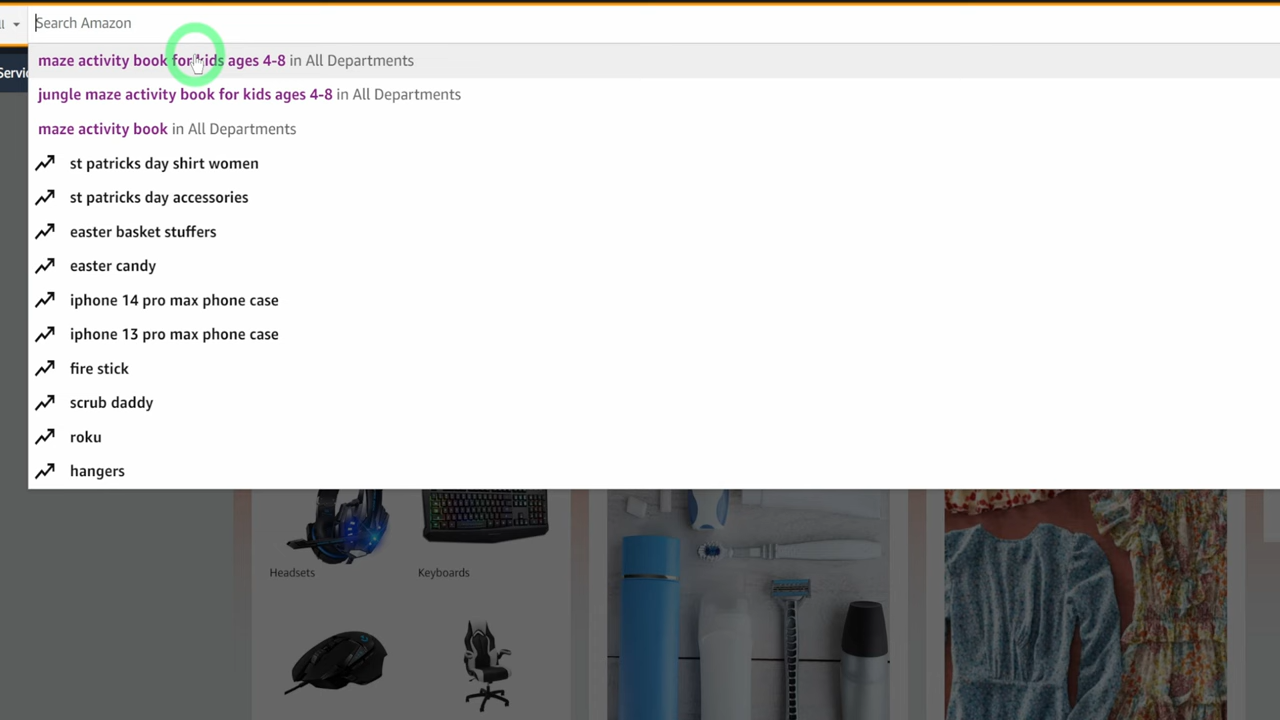 Search Amazon
maze activity book for kids ages 4-8 in All Departments
Servi
jungle maze activity book for kids ages 4-8 in All Departments
maze activity book in All Departments
st patricks day shirt women
st patricks day accessories
easter basket stuffers
easter candy
iphone 14 pro max phone case
iphone 13 pro max phone case
fire stick
scrub daddy
roku
hangers
Headsets
Keyboards